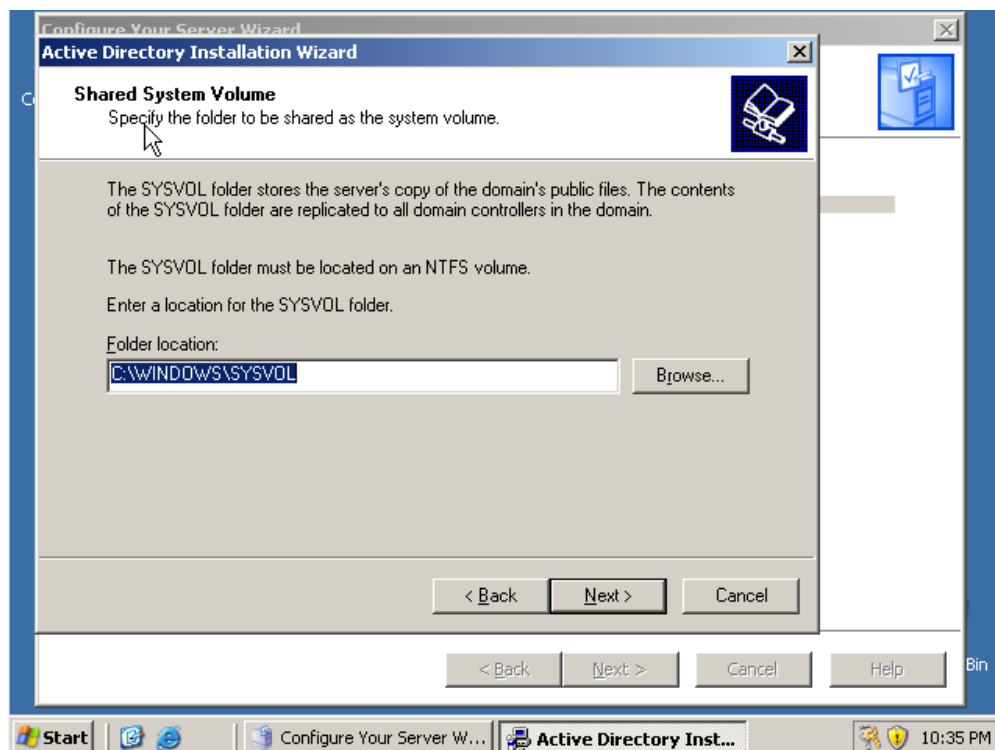 Configure Your Server Wizard
Active Directory Installation Wizard
Shared System Volume
Specify the folder to be shared as the system volume.
The SYSVOL folder stores the server's copy of the domain's public files. The contents
of the SYSVOL folder are replicated to all domain controllers in the domain.
The SYSVOL folder must be located on an NTFS volume.
Enter a location for the SYSVOL folder.
Folder location:
C:\WINDOWS\SYSVOL
Browse...
< Back
Next >
Cancel
< Back
Next >
Cancel
Help
Bin
Start
Configure Your Server W...
Active Directory Inst...
10:35 PM